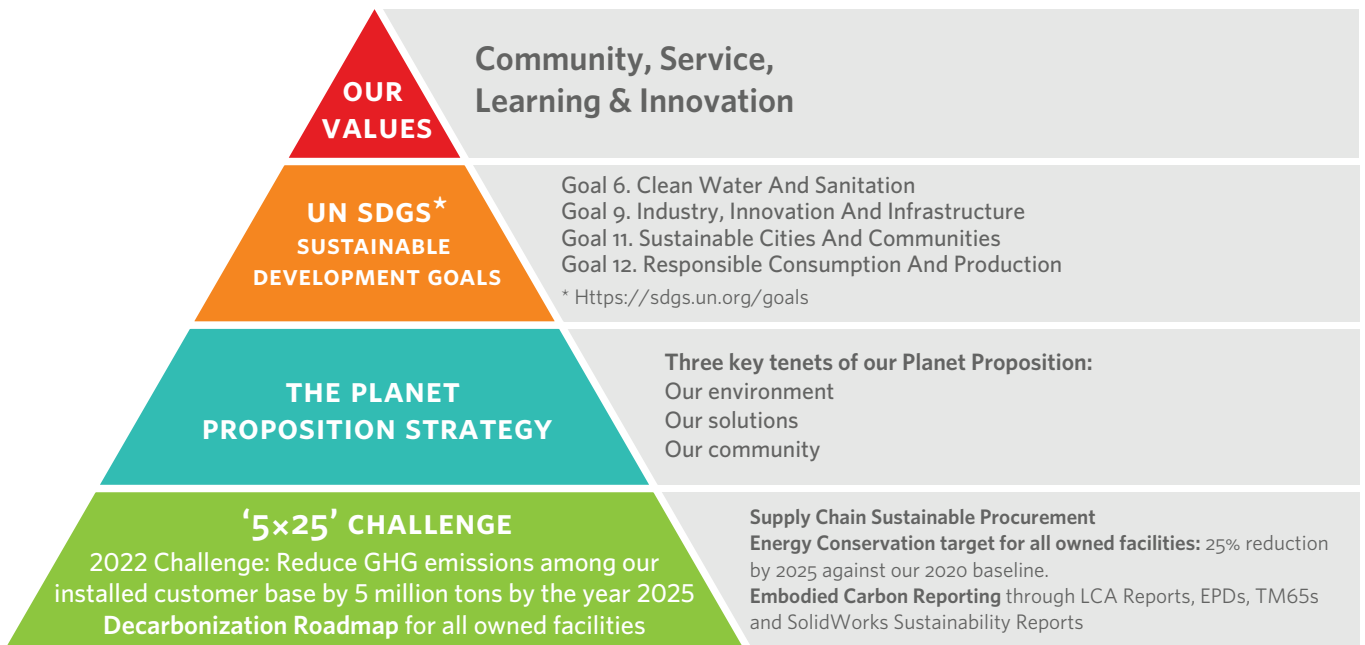 OUR
VALUES
Community, Service,
Learning & Innovation
UN SDGS*
SUSTAINABLE
DEVELOPMENT GOALS
Goal 6. Clean Water And Sanitation
Goal 9. Industry, Innovation And Infrastructure
Goal 11. Sustainable Cities And Communities
Goal 12. Responsible Consumption And Production
* Https://sdgs.un.org/goals
THE PLANET
PROPOSITION STRATEGY
Three key tenets of our Planet Proposition:
Our environment
Our solutions
Our community
‘5×25’ CHALLENGE
2022 Challenge: Reduce GHG emissions among our
installed customer base by 5 million tons by the year 2025
Decarbonization Roadmap for all owned facilities
Supply Chain Sustainable Procurement
Energy Conservation target for all owned facilities: 25% reduction
by 2025 against our 2020 baseline.
Embodied Carbon Reporting through LCA Reports, EPDs, TM65s
and SolidWorks Sustainability Reports